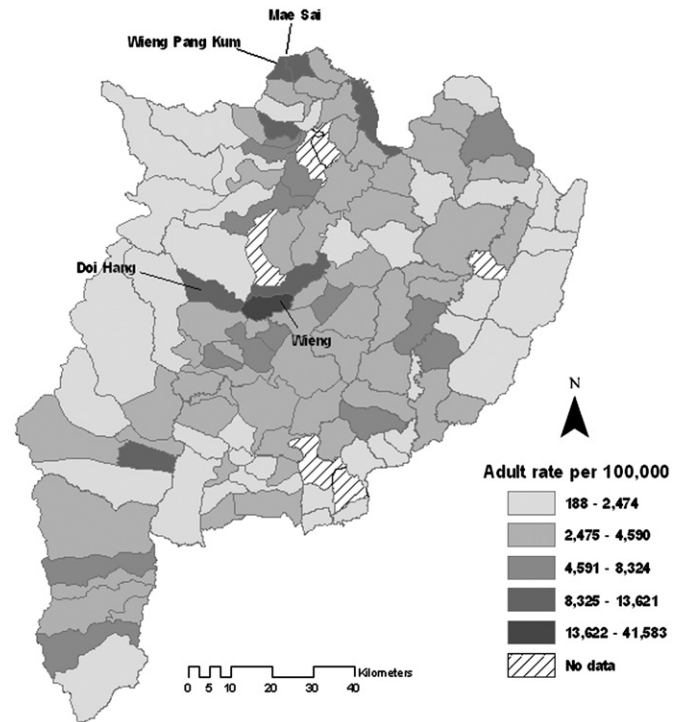 Mae Sai
Wieng Pang Kum
Doi Hang
Wieng
N
Adult rate per 100,000
188 - 2,474
2,475 - 4,590
4,591 - 8,324
8,325 - 13,621
13,622 - 41,583
No data
Kilometers
0 5 10 20 30 40